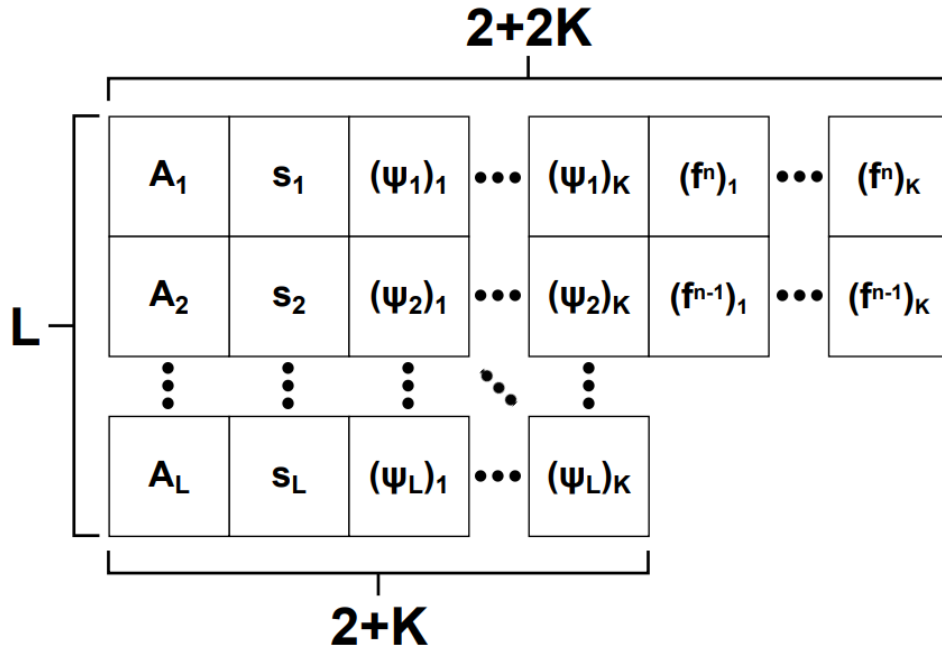 2+2K
A₁ s₁ (ψ₁)₁ ••• (ψ₁)ₖ (fⁿ)₁ ••• (fⁿ)ₖ
L
A₂ s₂ (ψ₂)₁ ••• (ψ₂)ₖ (fⁿ⁻¹)₁ ••• (fⁿ⁻¹)ₖ
A_L s_L (ψ_L)₁ ••• (ψ_L)ₖ
2+K